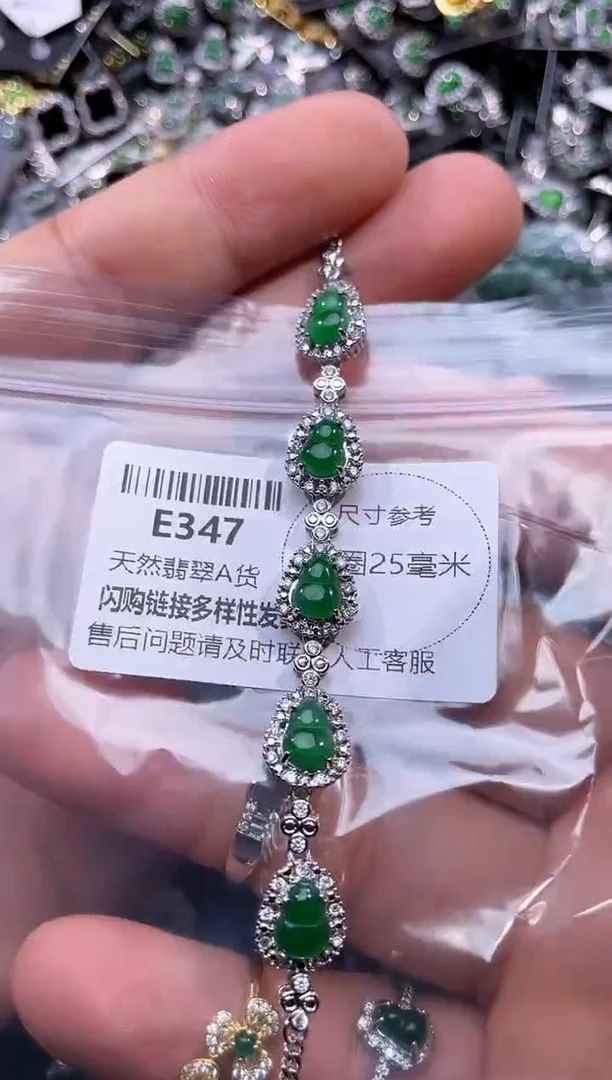 E347
尺寸参考
天然翡翠A货
圈25毫米
闪购链接多样性发
售后问题请及时联 人工客服